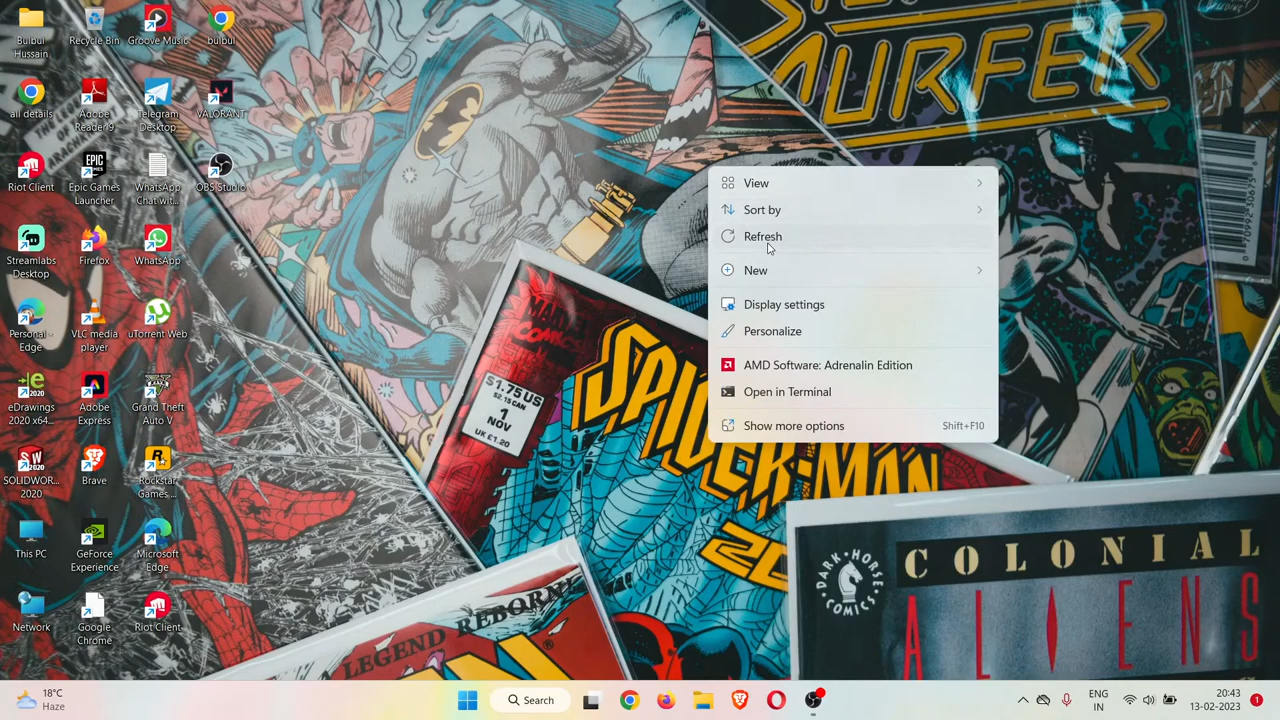 Bulbul
Hussain
Recycle Bin
Groove Music
bulbul
all details
Adobe
Reader 9
Telegram
Desktop
VALORANT
Riot Client
Epic Games
Launcher
WhatsApp
Chat wit...
OBS Studio
Streamlabs
Desktop
Firefox
WhatsApp
Personal -
Edge
VLC media
player
uTorrent Web
eDrawings
2020 x64...
Adobe
Express
Grand Theft
Auto V
SOLIDWOR...
2020
Brave
Rockstar
Games ...
This PC
GeForce
Experience
Microsoft
Edge
Network
Google
Chrome
Riot Client
SURFER
View
Sort by
Refresh
New
Display settings
Personalize
AMD Software: Adrenalin Edition
Open in Terminal
Show more options
Shift+F10
COMICS
$1.75 US
$2.15 CAN
1
NOV
UK £1.20
SPIDER-MAN
20
LEGEND REBORN!
DARK HORSE
COMICS
COLONIAL
ALIENS
18°C
Haze
Search
ENG
IN
20:43
13-02-2023
1